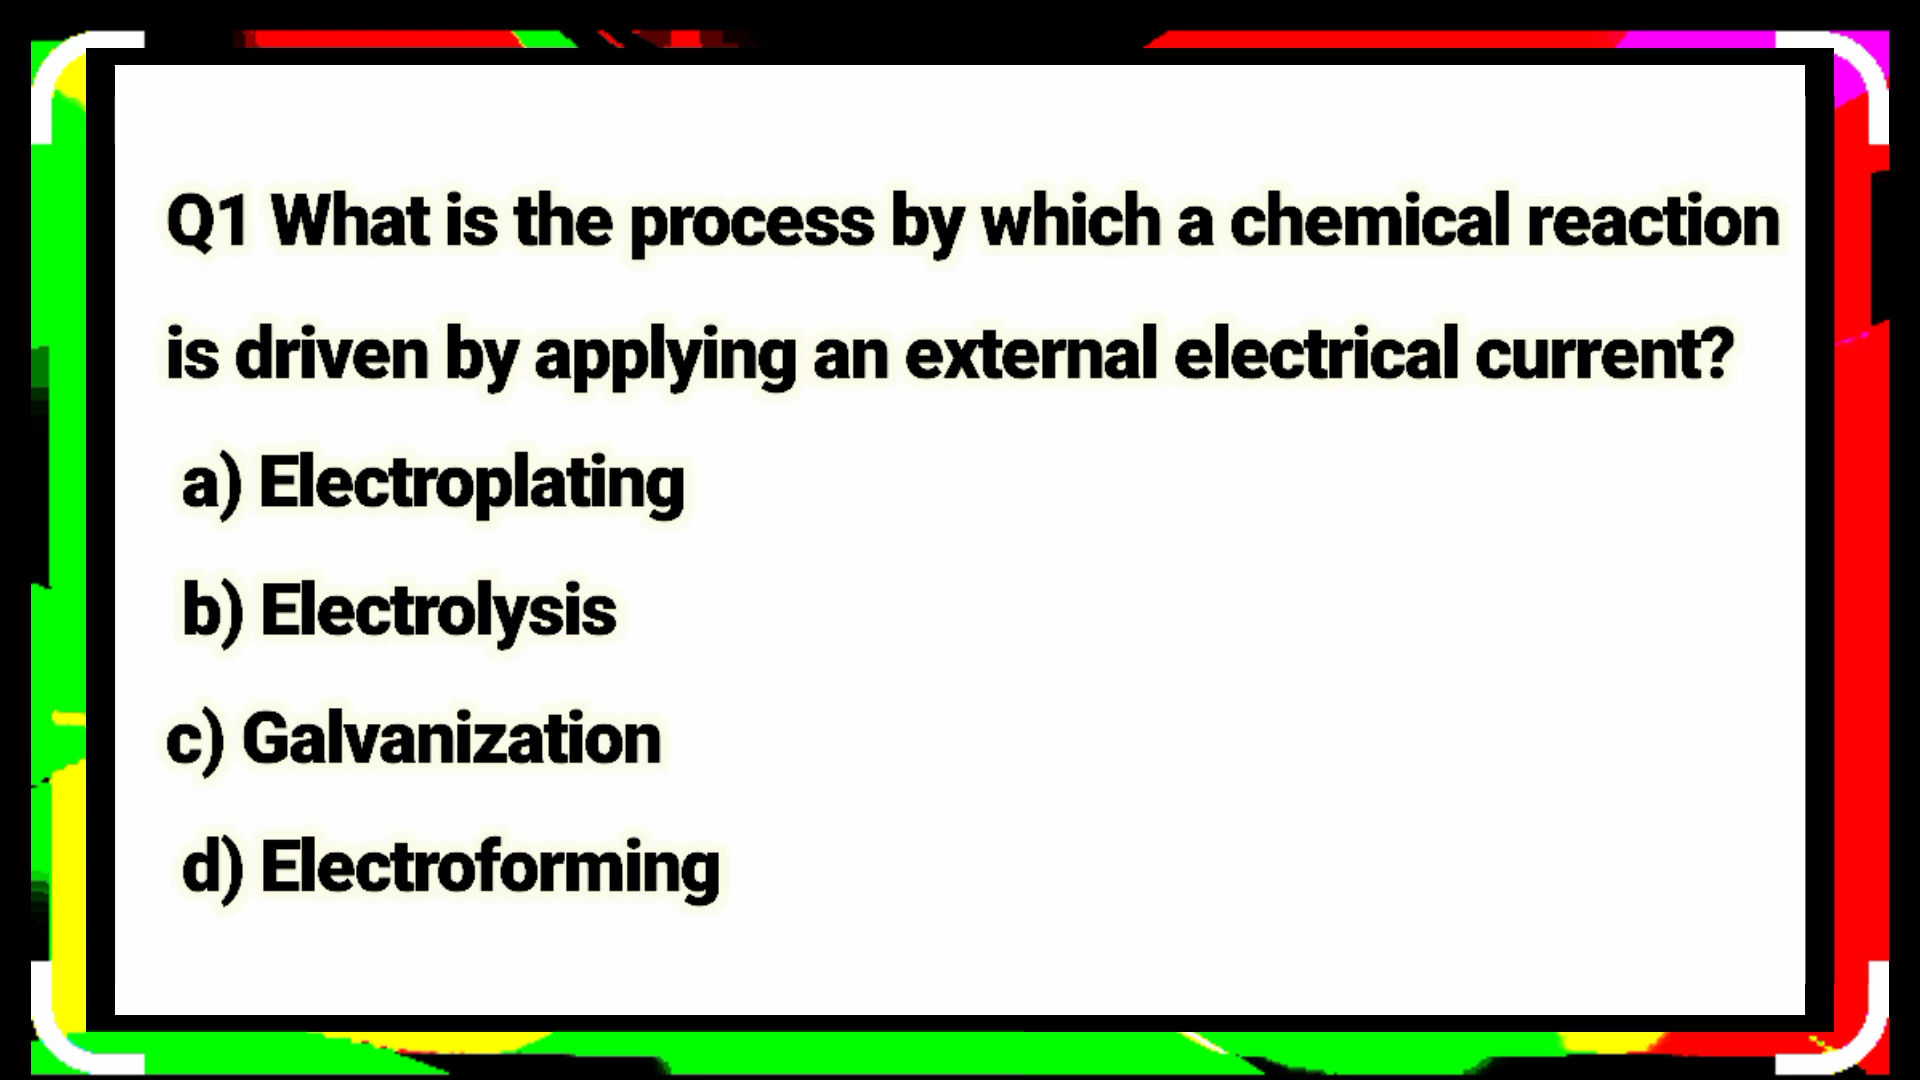 Q1 What is the process by which a chemical reaction
is driven by applying an external electrical current?
a) Electroplating
b) Electrolysis
c) Galvanization
d) Electroforming